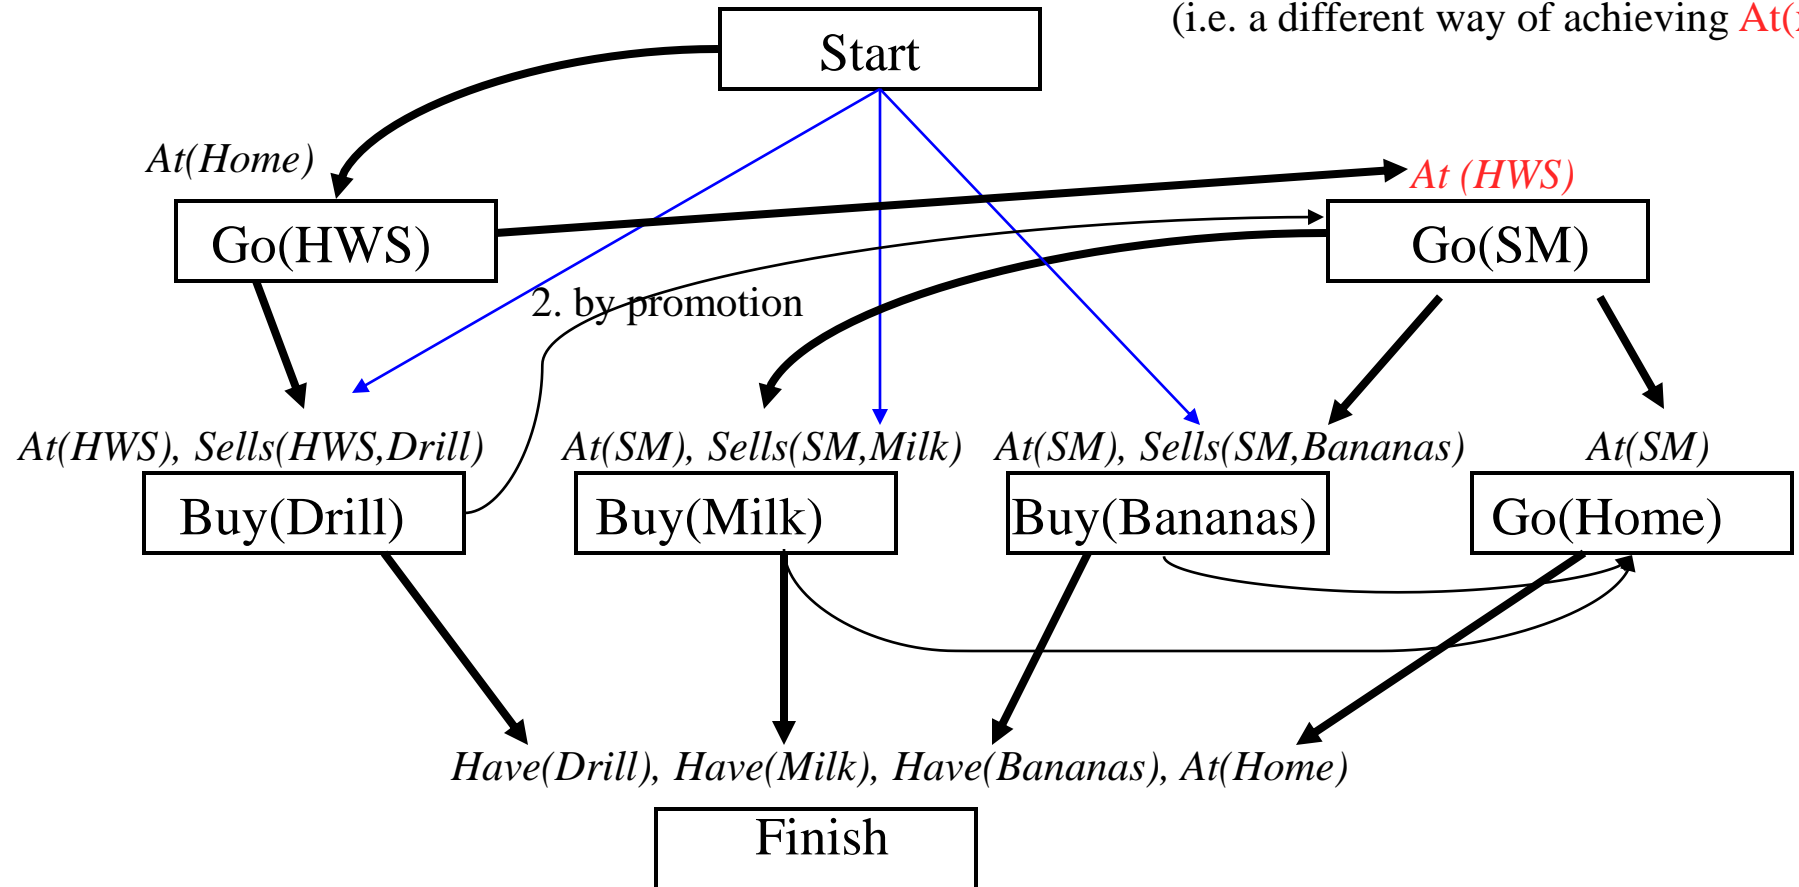 (i.e. a different way of achieving At(
Start
At(Home)
At (HWS)
Go(HWS)
Go(SM)
2. by promotion
At(HWS), Sells(HWS,Drill)
At(SM), Sells(SM,Milk)
At(SM), Sells(SM,Bananas)
At(SM)
Buy(Drill)
Buy(Milk)
Buy(Bananas)
Go(Home)
Have(Drill), Have(Milk), Have(Bananas), At(Home)
Finish